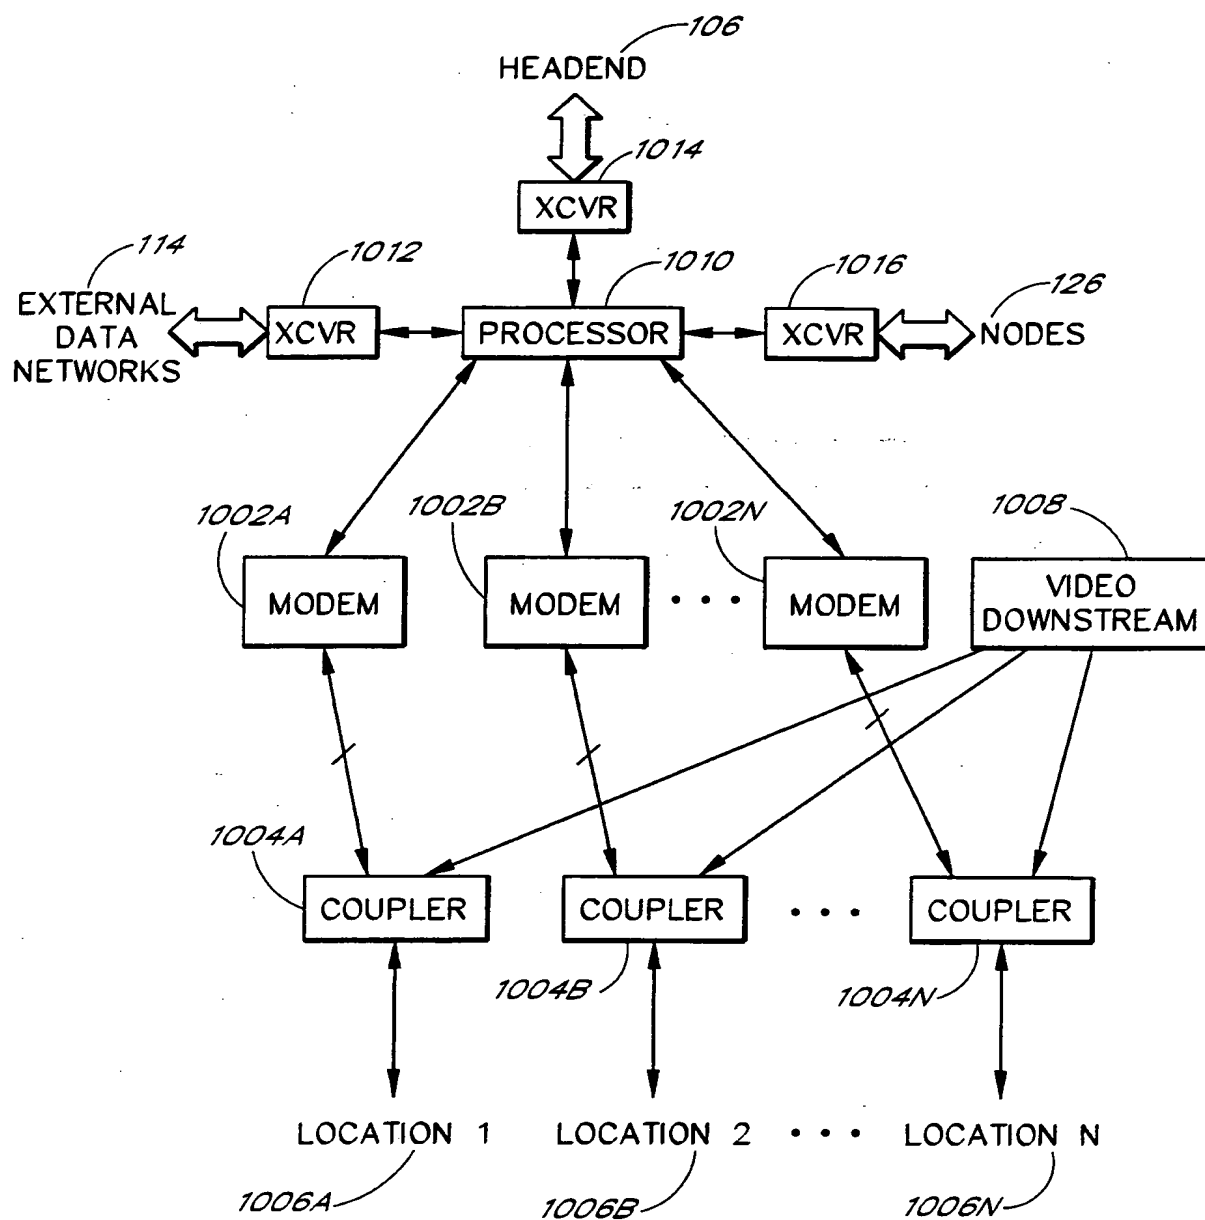 106
HEADEND
1014
XCVR
114
1012
1010
1016
126
EXTERNAL
DATA
NETWORKS
XCVR
PROCESSOR
XCVR
NODES
1002A
1002B
1002N
1008
MODEM
MODEM
• • •
MODEM
VIDEO
DOWNSTREAM
1004A
COUPLER
COUPLER
• • •
COUPLER
1004B
1004N
LOCATION 1
LOCATION 2
• • •
LOCATION N
1006A
1006B
1006N